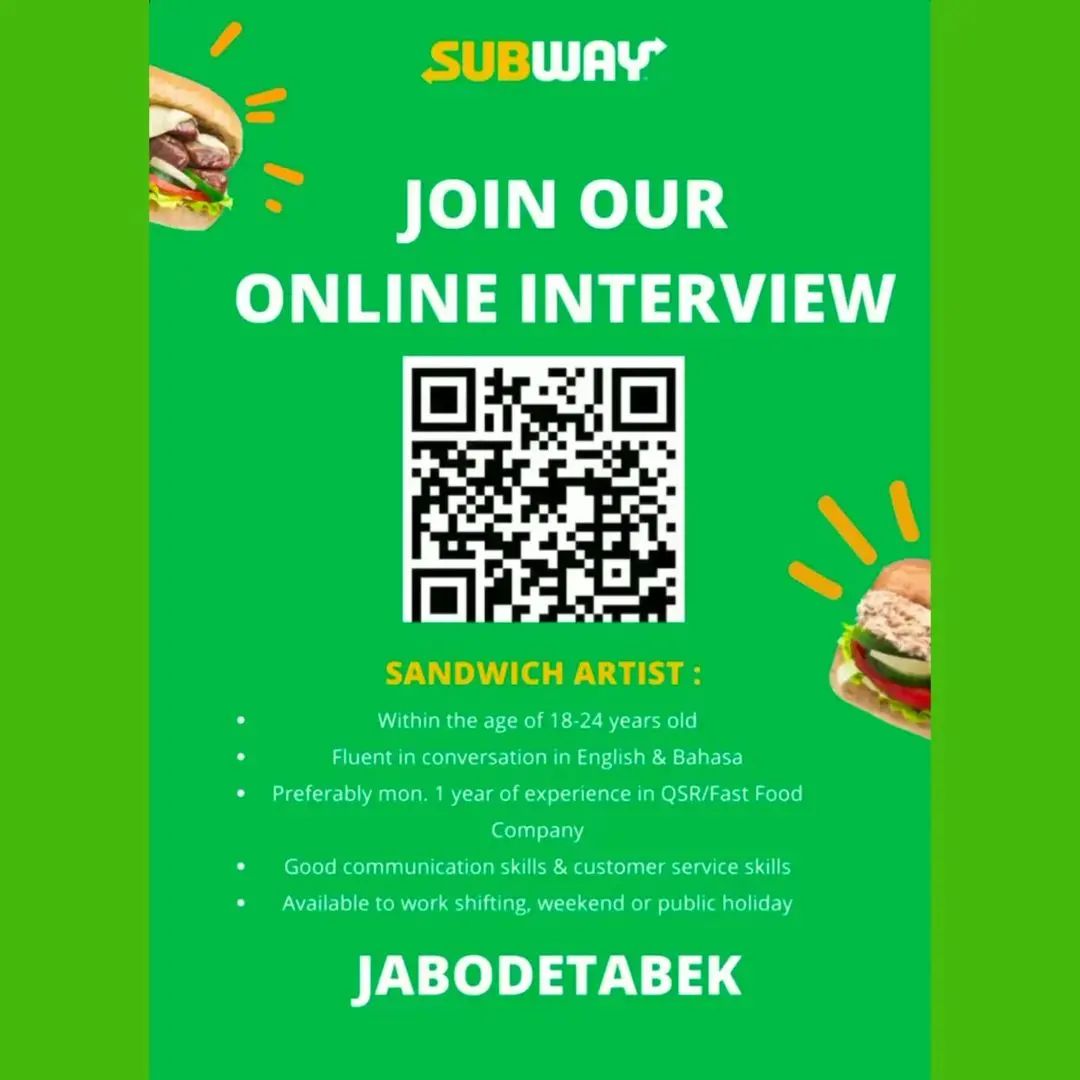 SUBWAY
JOIN OUR
ONLINE INTERVIEW
SANDWICH ARTIST :
• Within the age of 18-24 years old
• Fluent in conversation in English & Bahasa
• Preferably mon. 1 year of experience in QSR/Fast Food
Company
• Good communication skills & customer service skills
• Available to work shifting, weekend or public holiday
JABODETABEK